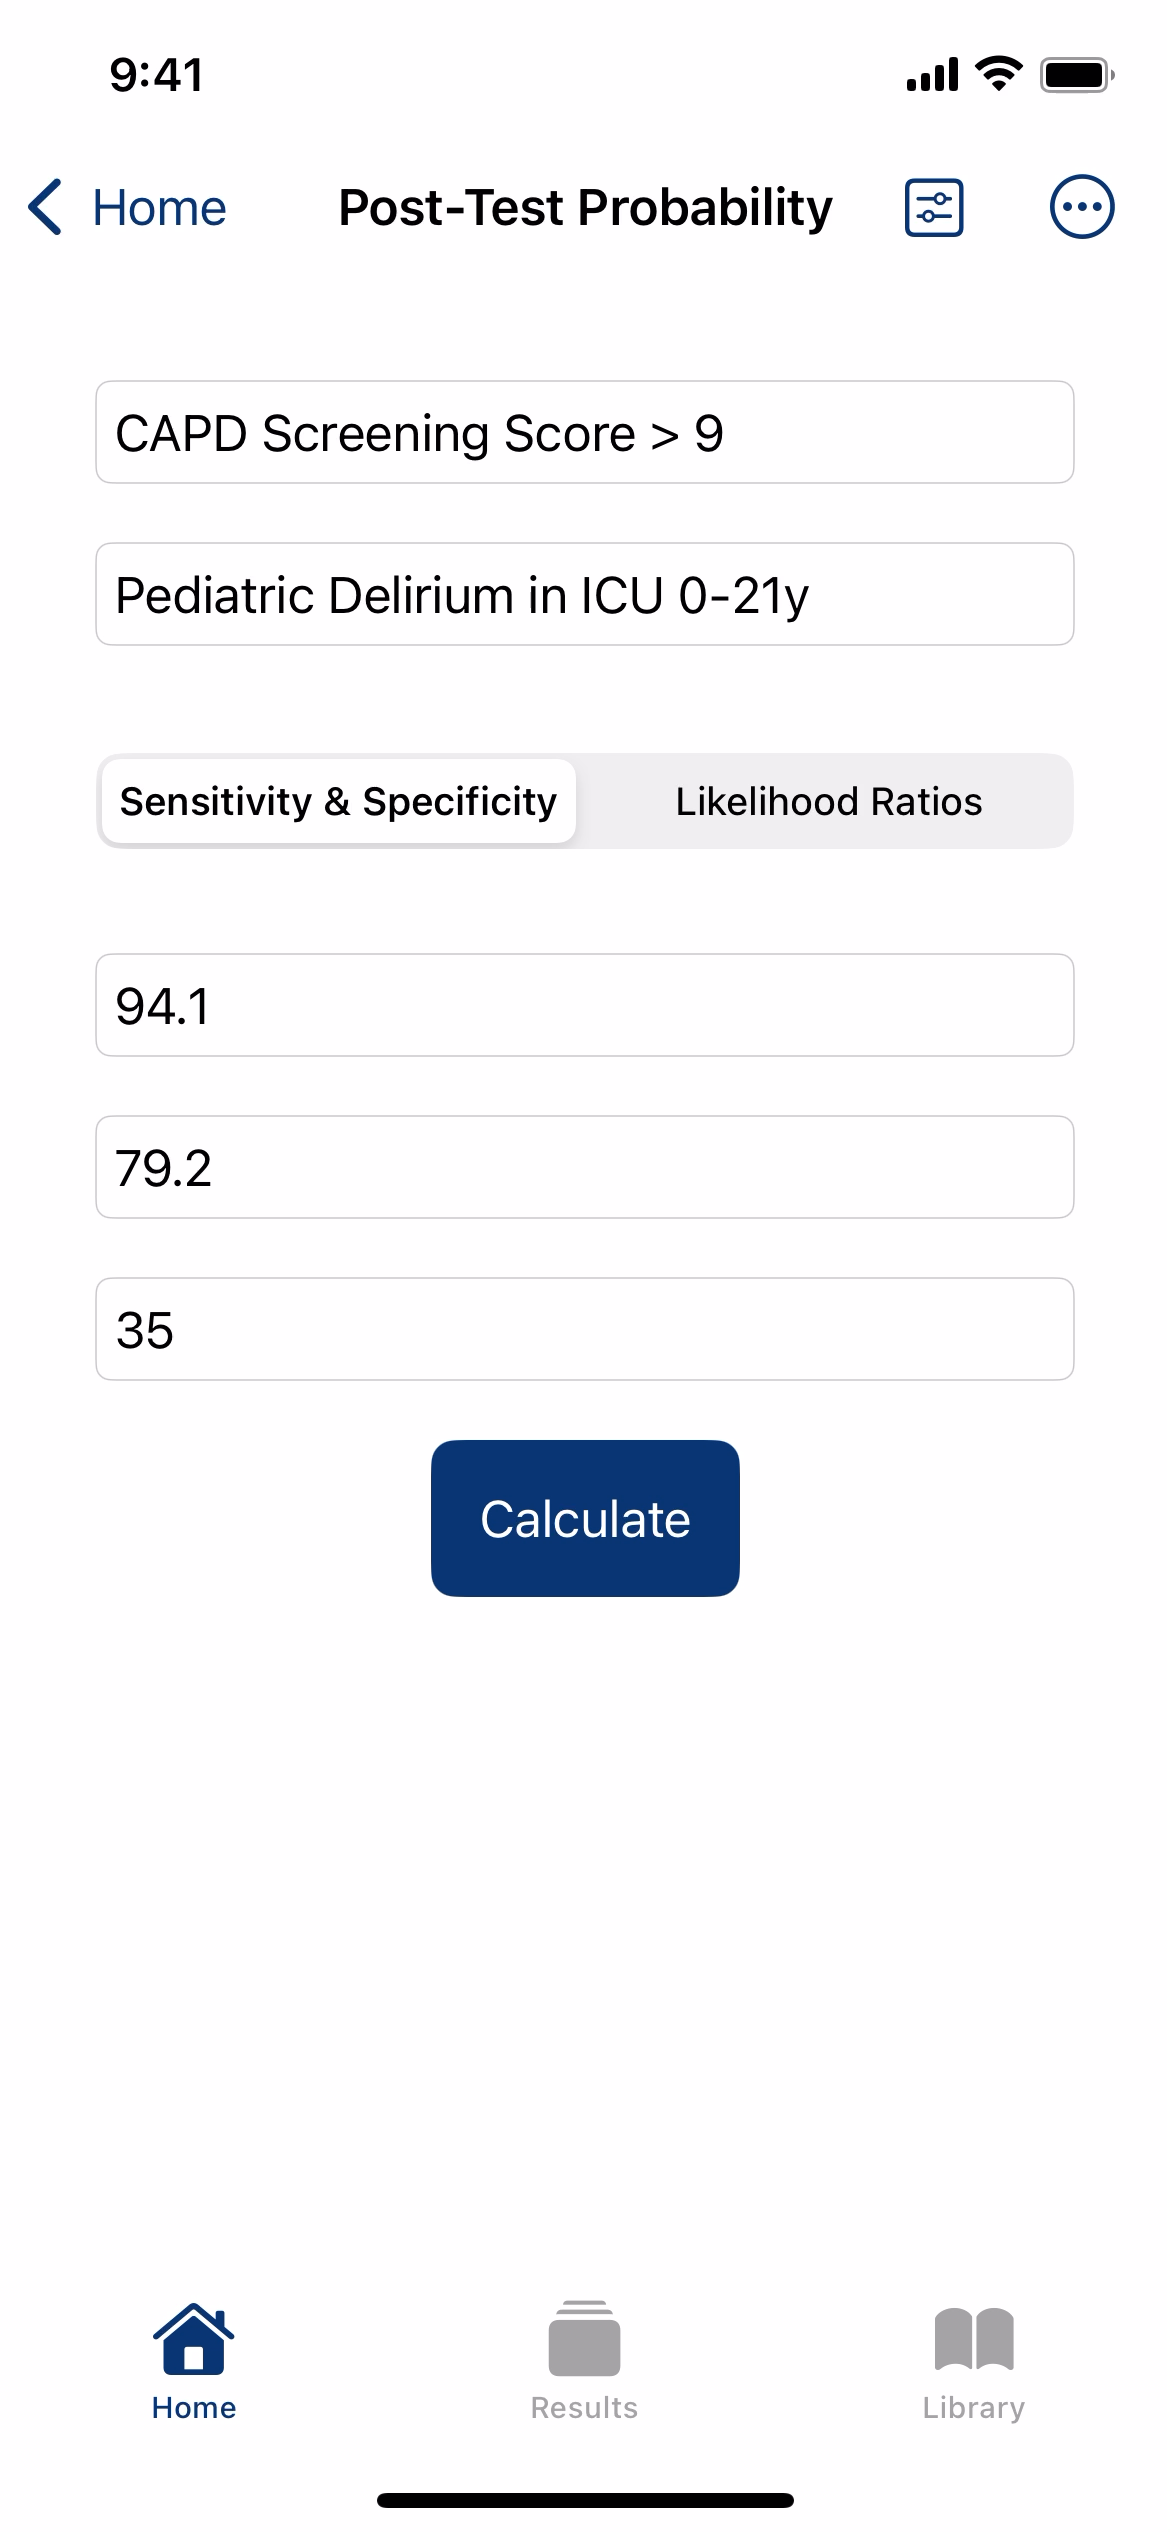 9:41
Home Post-Test Probability
CAPD Screening Score > 9
Pediatric Delirium in ICU 0-21y
Sensitivity & Specificity Likelihood Ratios
94.1
79.2
35
Calculate
Home Results Library